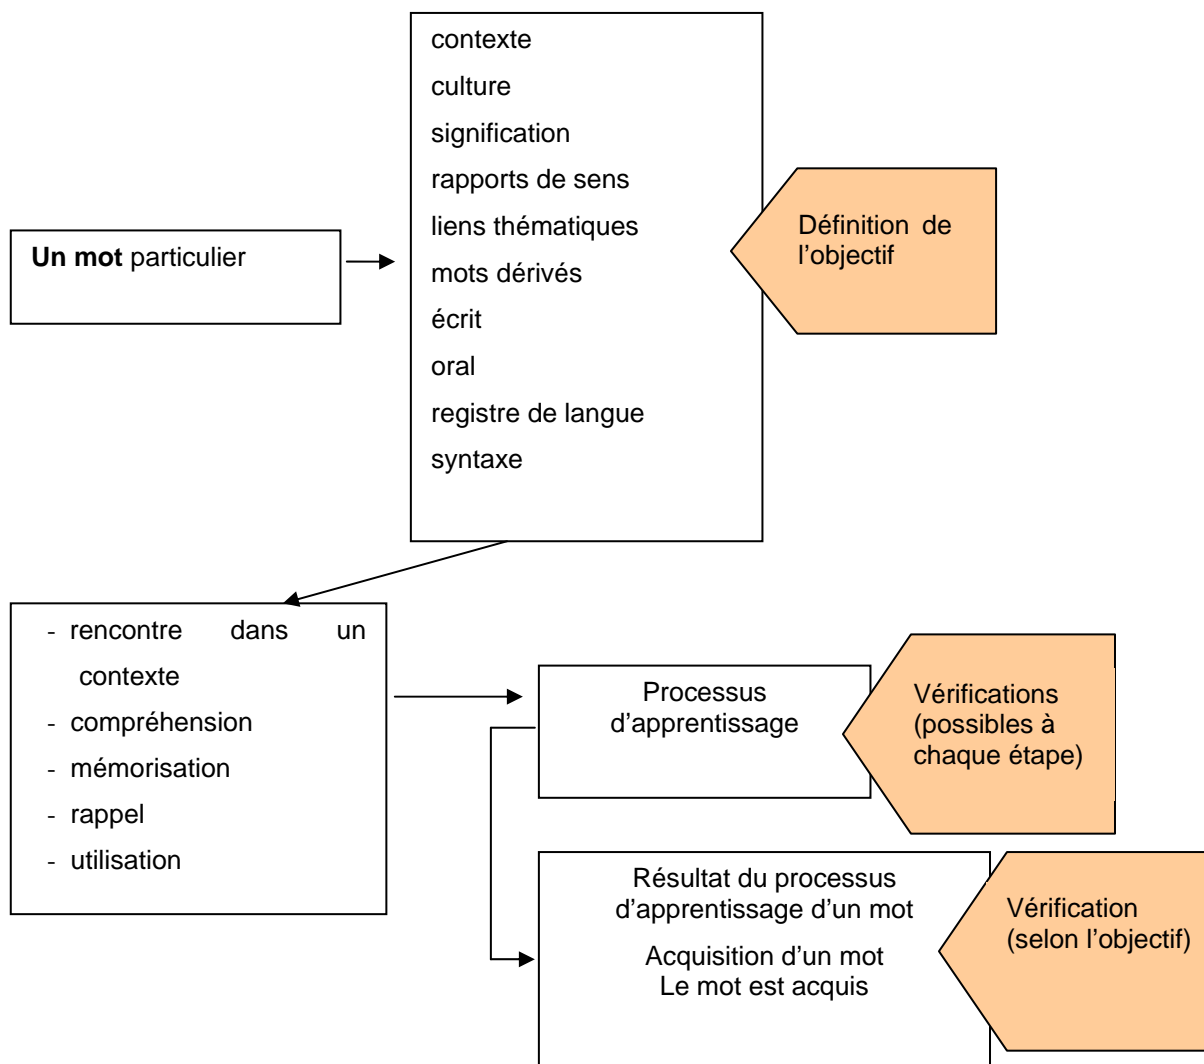 contexte
culture
signification
rapports de sens
liens thématiques
mots dérivés
écrit
oral
registre de langue
syntaxe
Un mot particulier
Définition de
l’objectif
- rencontre dans un
contexte
- compréhension
- mémorisation
- rappel
- utilisation
Processus
d’apprentissage
Vérifications
(possibles à
chaque étape)
Résultat du processus
d’apprentissage d’un mot
Acquisition d’un mot
Le mot est acquis
Vérification
(selon l’objectif)